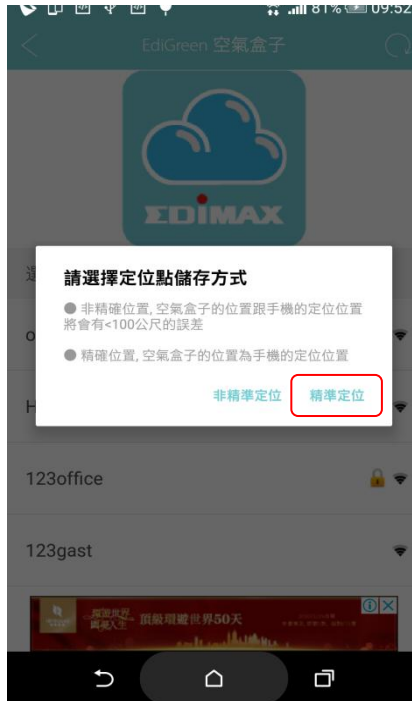 81% 09:52
EdiGreen 空氣盒子
EDIMAX
選
請選擇定位點儲存方式
● 非精確位置, 空氣盒子的位置跟手機的定位位置
將會有<100公尺的誤差
o
● 精確位置, 空氣盒子的位置為手機的定位位置
非精準定位 精準定位
H
123office
123gast
頂級環遊世界50天